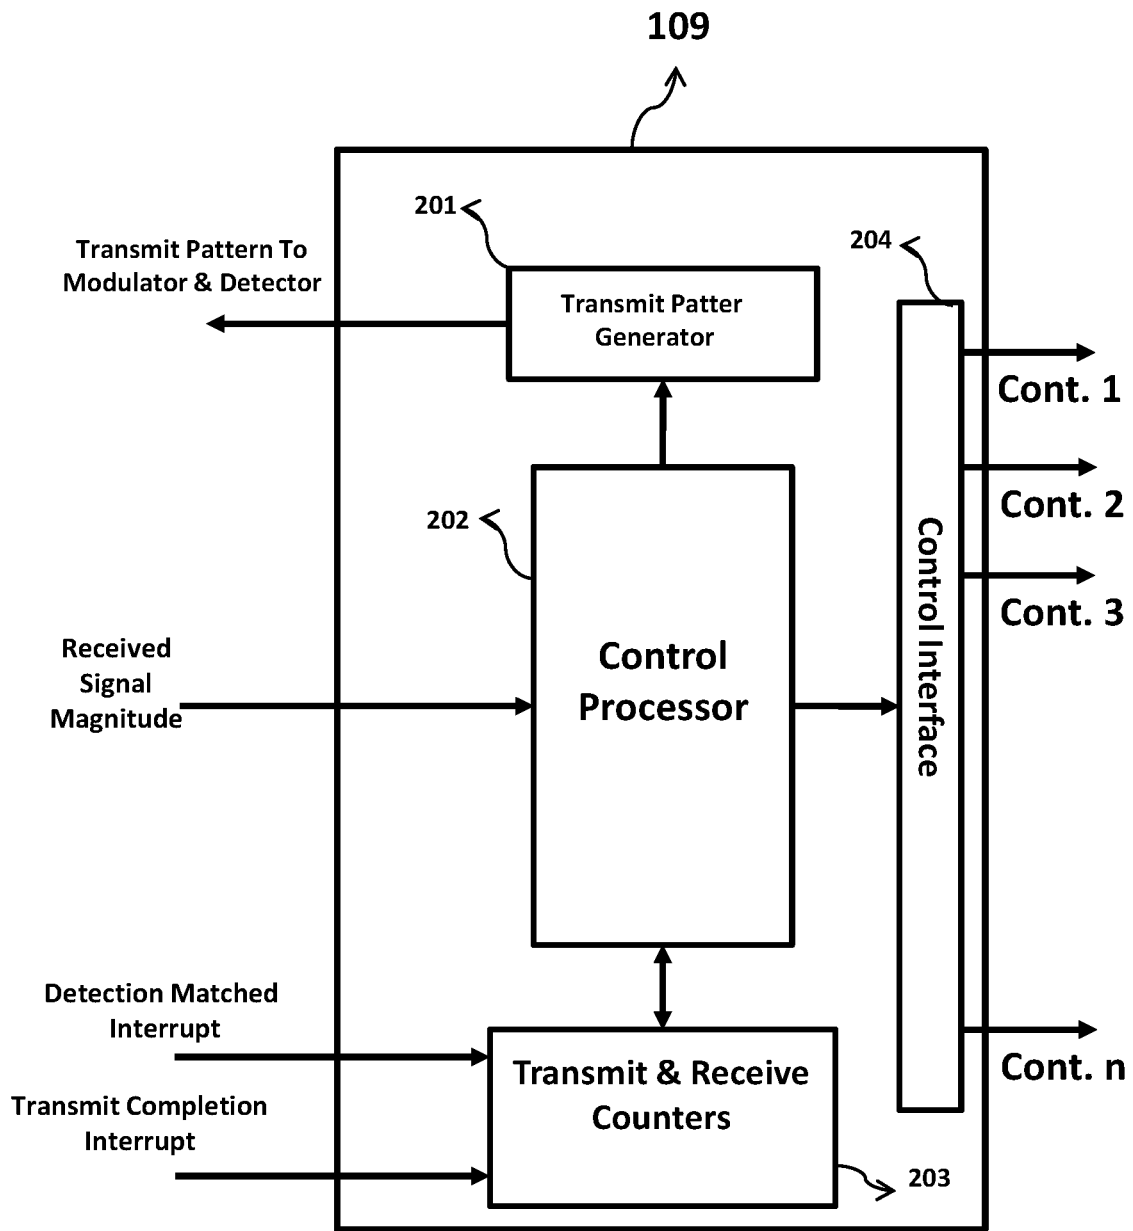 109
201
Transmit Pattern To
Modulator & Detector
204
Transmit Patter
Generator
Cont. 1
Cont. 2
202
Control Interface
Cont. 3
Received
Signal
Magnitude
Control
Processor
Detection Matched
Interrupt
Transmit & Receive
Counters
Cont. n
Transmit Completion
Interrupt
203